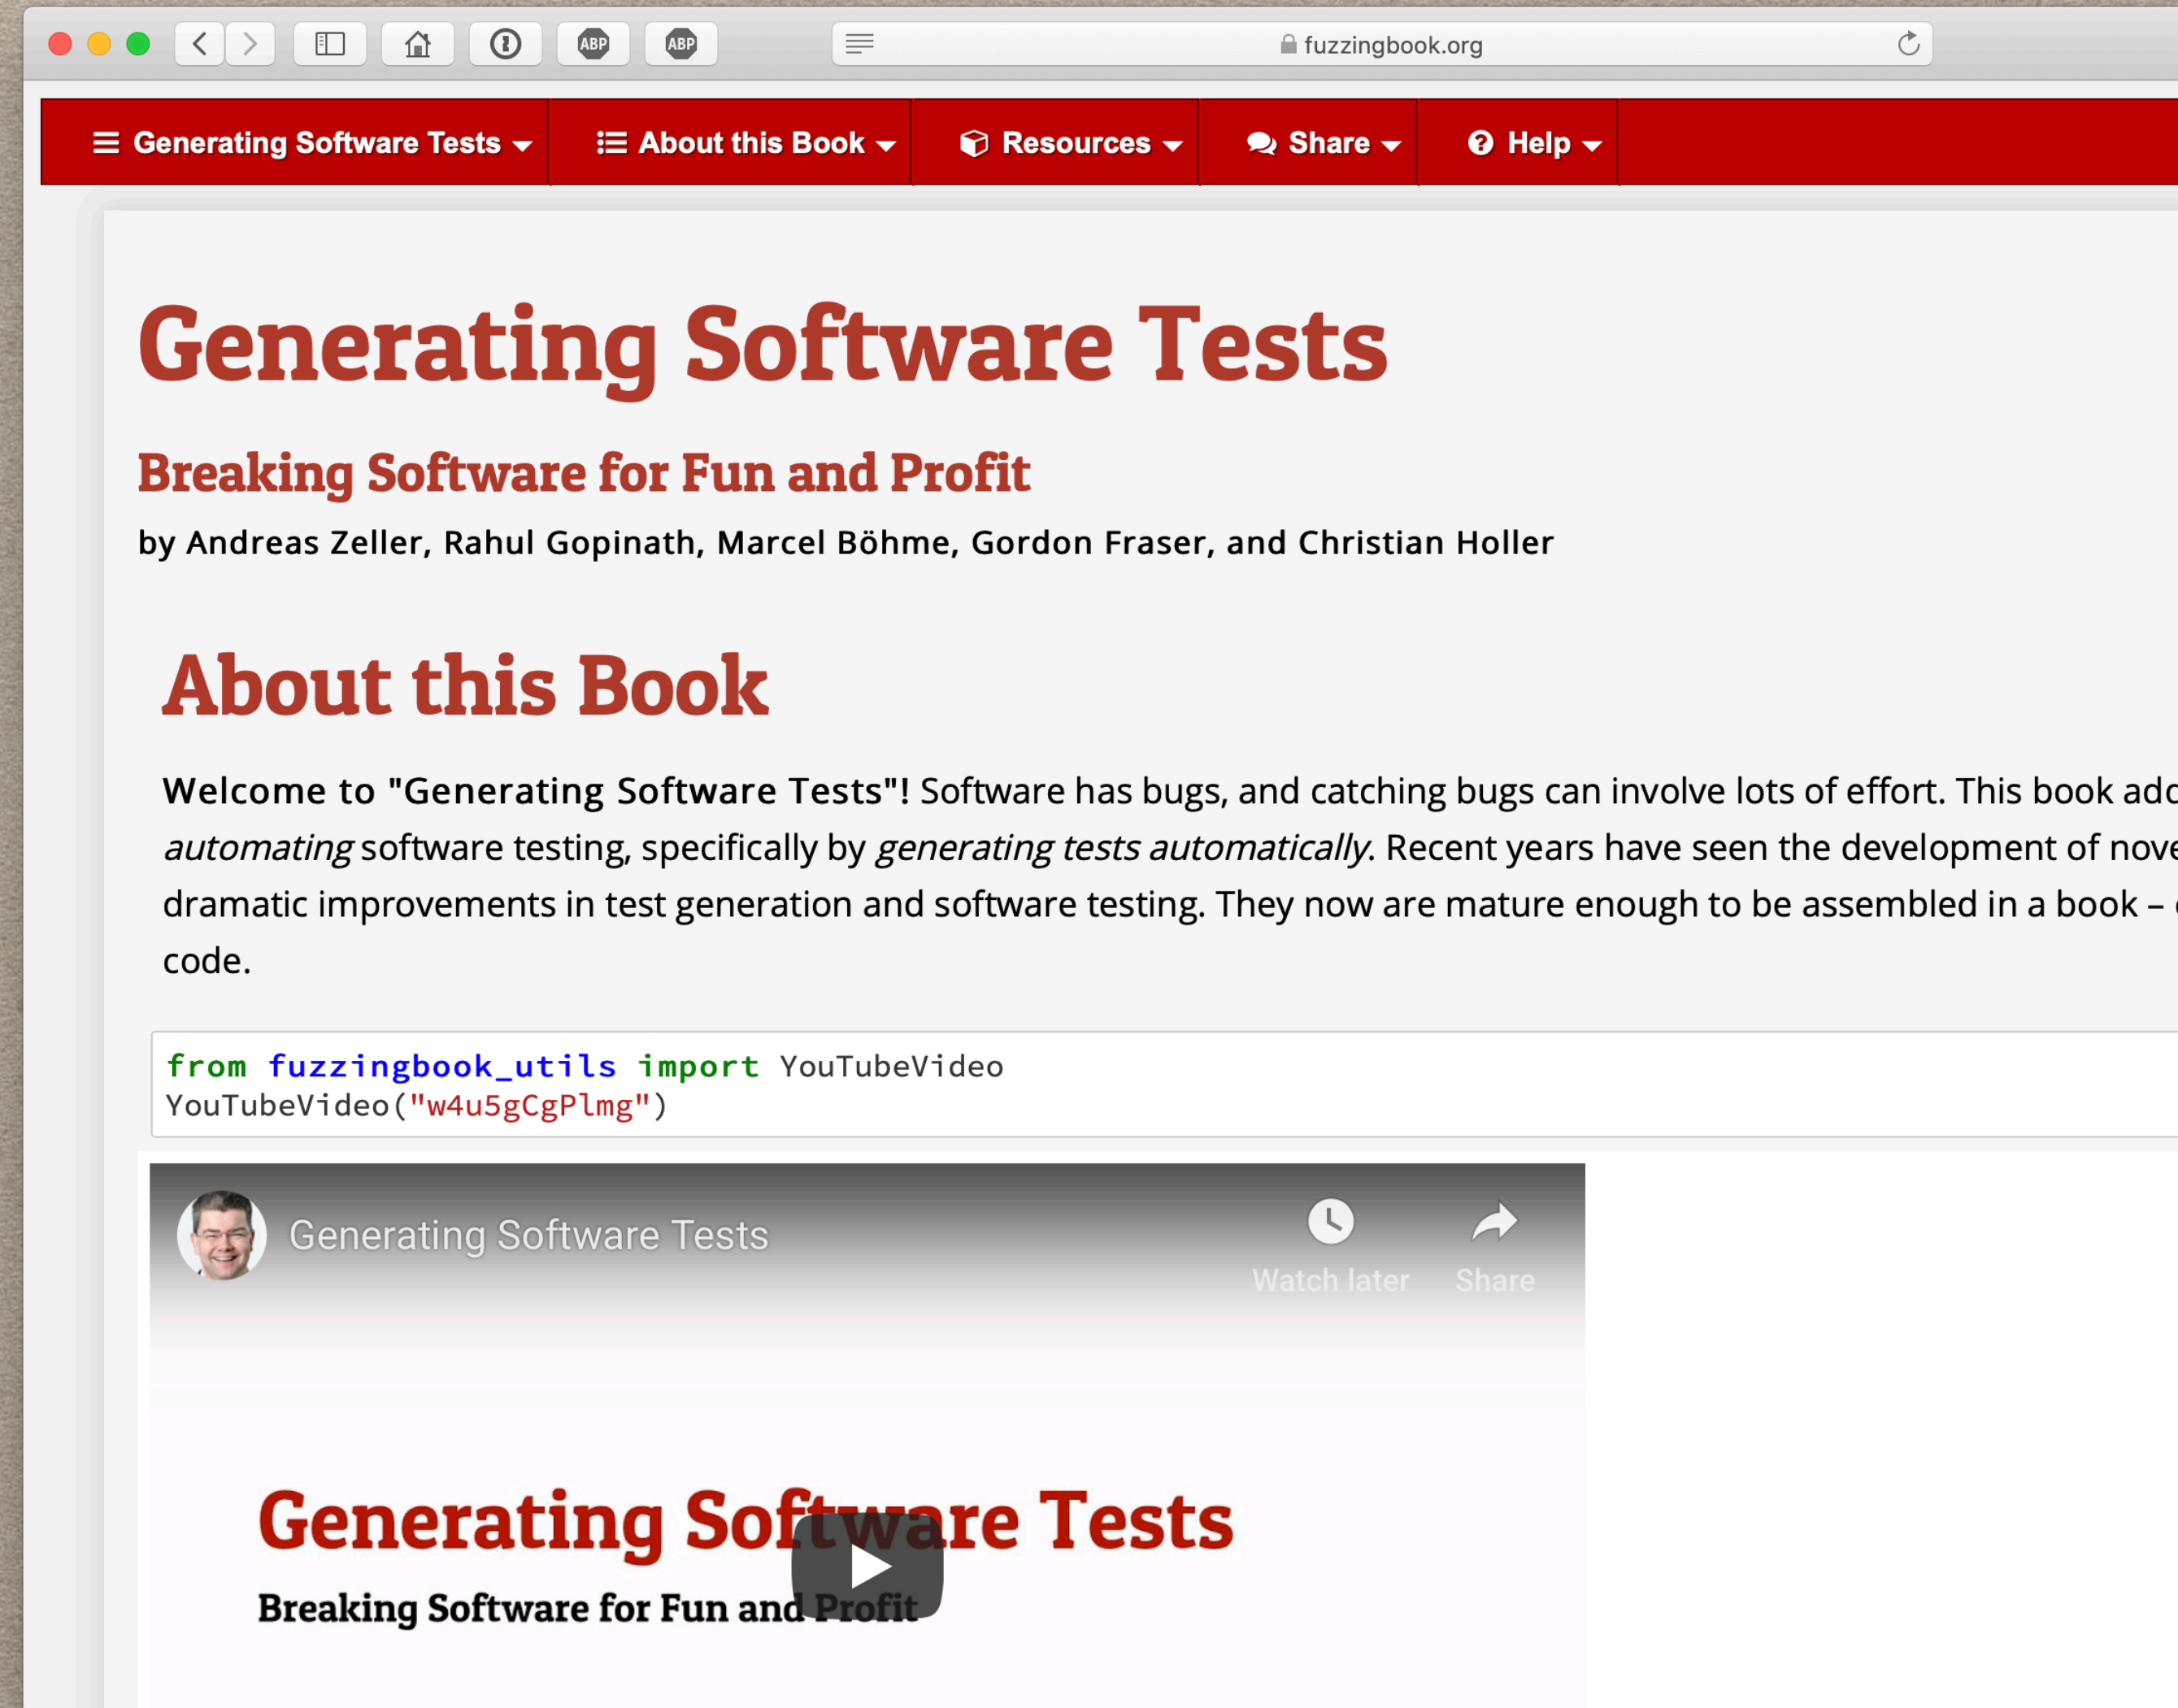 ABP ABP fuzzingbook.org
Generating Software Tests About this Book Resources Share Help
Generating Software Tests
Breaking Software for Fun and Profit
by Andreas Zeller, Rahul Gopinath, Marcel Böhme, Gordon Fraser, and Christian Holler
About this Book
Welcome to "Generating Software Tests"! Software has bugs, and catching bugs can involve lots of effort. This book
automating software testing, specifically by generating tests automatically. Recent years have seen the development of
dramatic improvements in test generation and software testing. They now are mature enough to be assembled in a book –
code.
from fuzzingbook_utils import YouTubeVideo
YouTubeVideo("w4u5gCgPlmg")
Generating Software Tests
Watch later Share
Generating Software Tests
Breaking Software for Fun and Profit